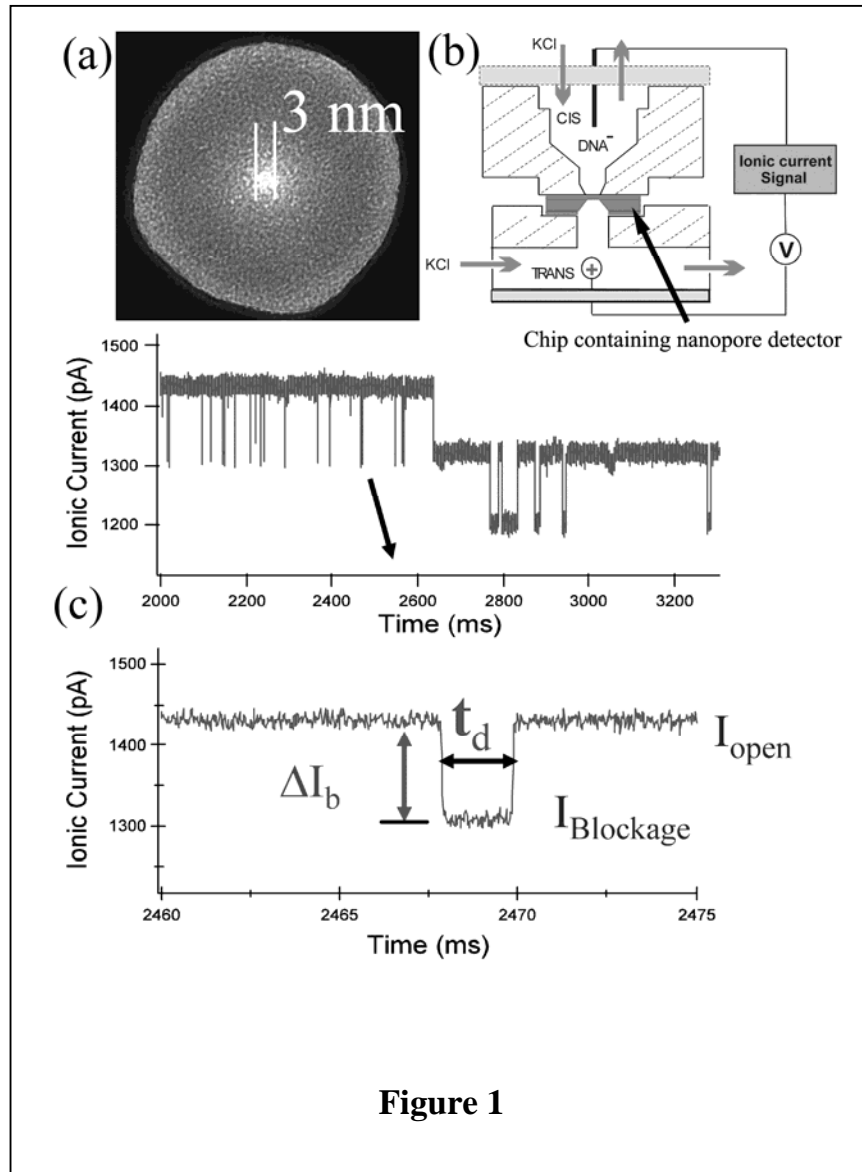 (a)
3 nm
(b)
KCl
CIS
DNA⁻
Ionic current
Signal
V
KCl
TRANS
+
Chip containing nanopore detector
Ionic Current (pA)
1500
1400
1300
1200
2000
2200
2400
2600
2800
3000
3200
Time (ms)
(c)
Ionic Current (pA)
1500
1400
1300
t_d
ΔI_b
I_open
I_Blockage
2460
2465
2470
2475
Time (ms)
Figure 1